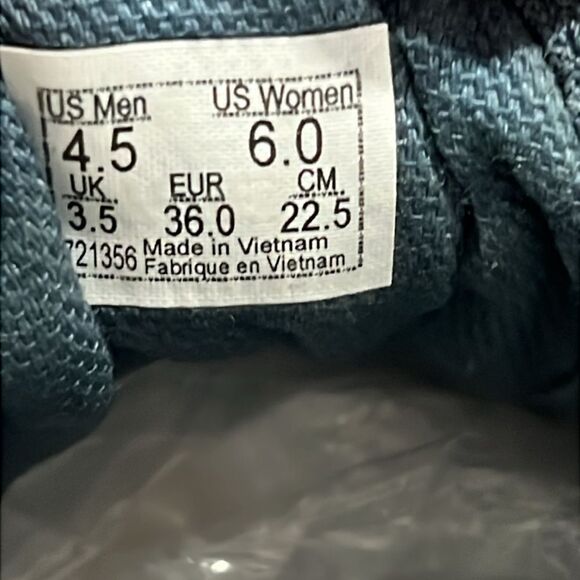 US Men US Women
4.5 6.0
UK EUR CM
3.5 36.0 22.5
721356 Made in Vietnam
Fabrique en Vietnam